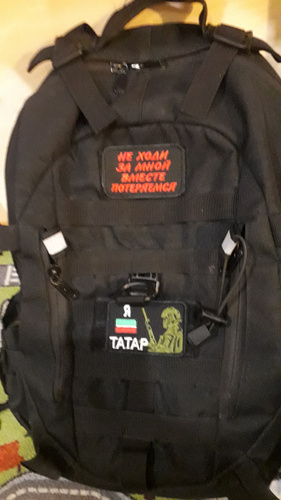 НЕ ХОДИ
ЗА МНОЙ
ВМЕСТЕ
ПОТЕРЯЕМСЯ
Я
ТАТАР